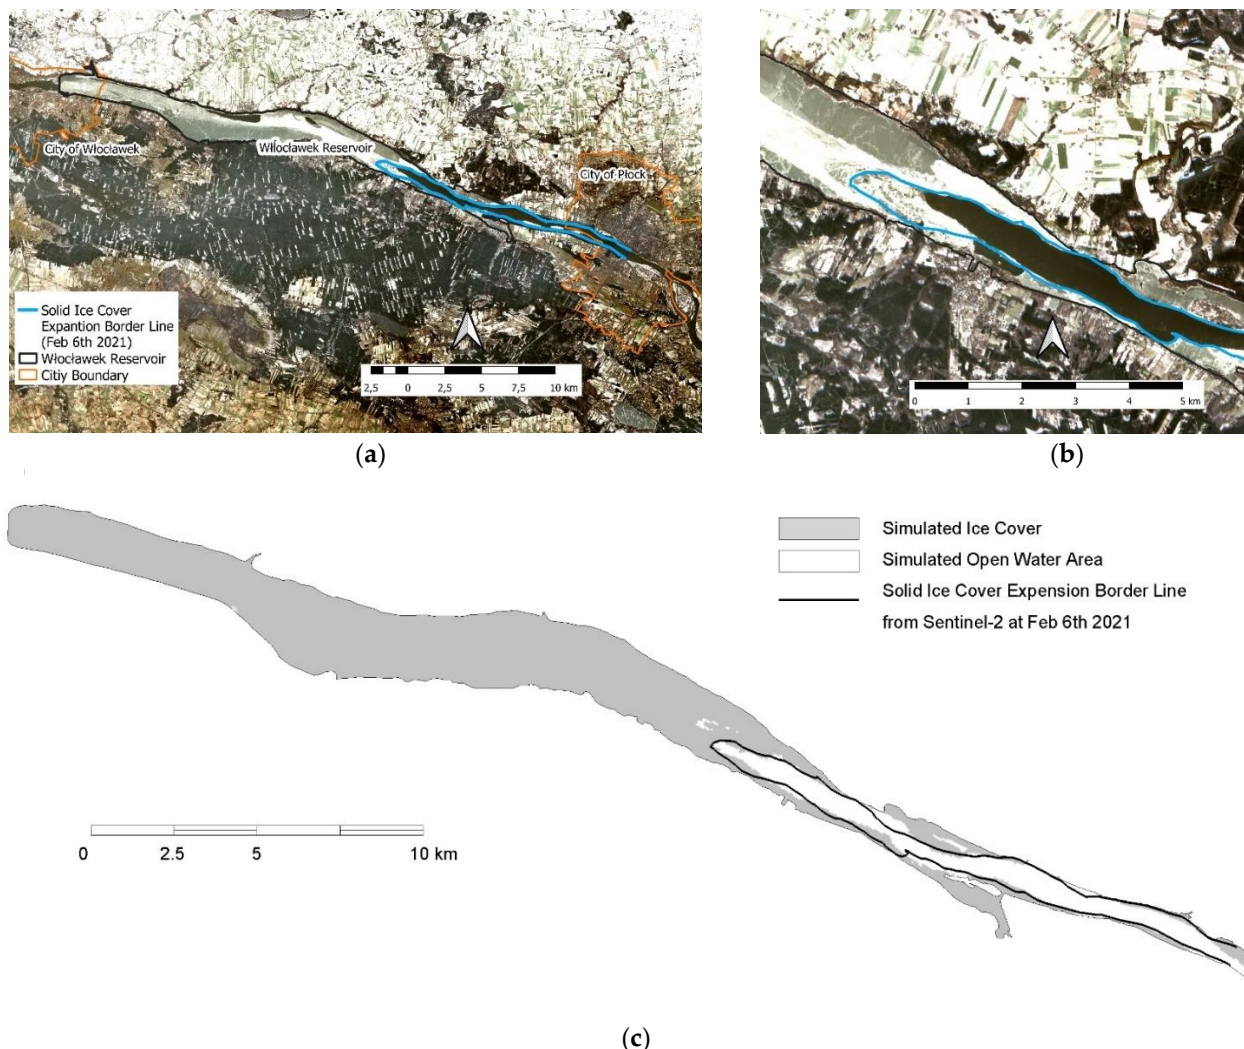 City of Włocławek
Włocławek Reservoir
City of Płock
Solid Ice Cover
Expantion Border Line
(Feb 6th 2021)
Włocławek Reservoir
Citiy Boundary
2,5 0 2,5 5 7,5 10 km
(a)
0 1 2 3 4 5 km
(b)
Simulated Ice Cover
Simulated Open Water Area
Solid Ice Cover Expension Border Line
from Sentinel-2 at Feb 6th 2021
0 2.5 5 10 km
(c)